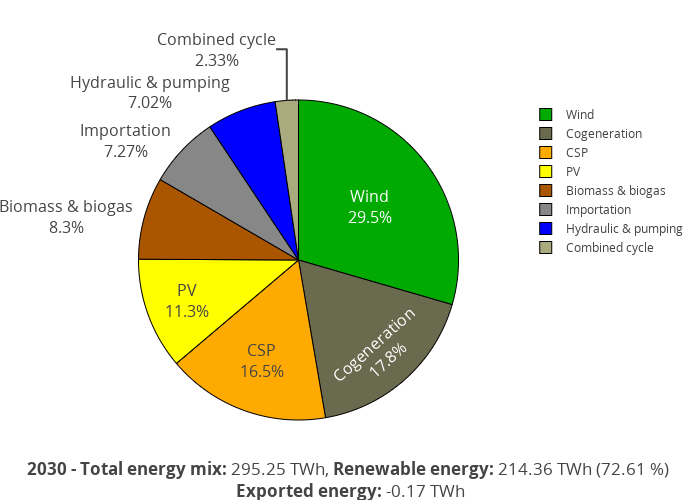 Combined cycle
2.33%
Hydraulic & pumping
7.02%
Importation
7.27%
Biomass & biogas
8.3%
Wind
29.5%
PV
11.3%
CSP
16.5%
Cogeneration
17.8%
Wind
Cogeneration
CSP
PV
Biomass & biogas
Importation
Hydraulic & pumping
Combined cycle
2030 - Total energy mix: 295.25 TWh, Renewable energy: 214.36 TWh (72.61 %)
Exported energy: -0.17 TWh